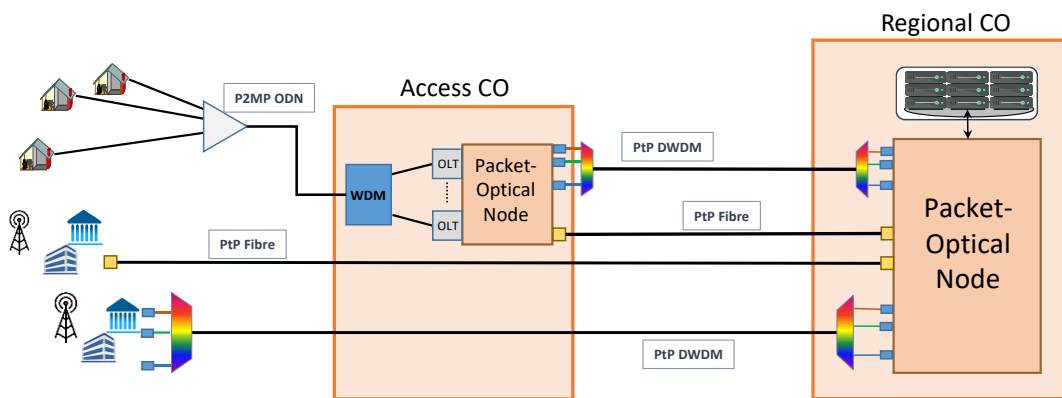 Regional CO
Access CO
P2MP ODN
PtP DWDM
WDM
OLT
OLT
Packet-
Optical
Node
PtP Fibre
PtP Fibre
Packet-
Optical
Node
PtP DWDM